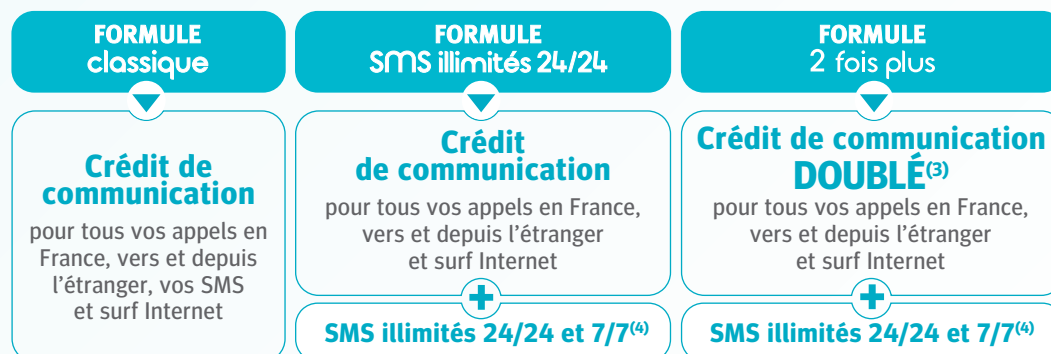 FORMULE
classique
Crédit de
communication
pour tous vos appels en
France, vers et depuis
l'étranger, vos SMS
et surf Internet
FORMULE
SMS illimités 24/24
Crédit
de communication
pour tous vos appels en France,
vers et depuis l'étranger
et surf Internet
+
SMS illimités 24/24 et 7/7(4)
FORMULE
2 fois plus
Crédit de communication
DOUBLÉ(3)
pour tous vos appels en France,
vers et depuis l'étranger
et surf Internet
+
SMS illimités 24/24 et 7/7(4)